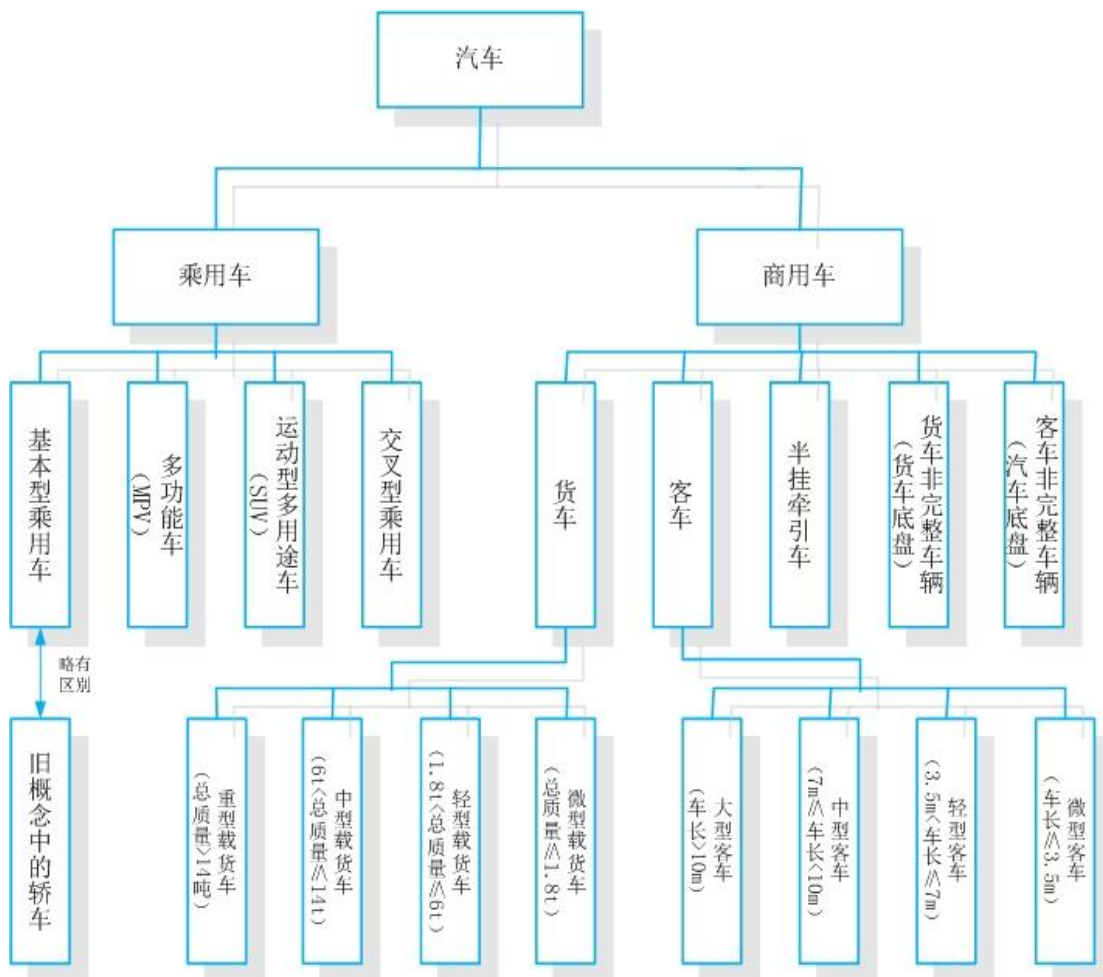 汽车
乘用车
商用车
基本型乘用车
多功能车
(MPV)
运动型多用途车
(SUV)
交叉型乘用车
货车
客车
半挂牵引车
货车非完整车辆
(货车底盘)
客车非完整车辆
(汽车底盘)
略有
区别
旧概念中的轿车
重型载货车
(总质量>14吨)
中型载货车
(6t<总质量≤14t)
轻型载货车
(1.8t<总质量≤6t)
微型载货车
(总质量≤1.8t)
大型客车
(车长>10m)
中型客车
(7m≤车长<10m)
轻型客车
(3.5m<车长≤7m)
微型客车
(车长≤3.5m)